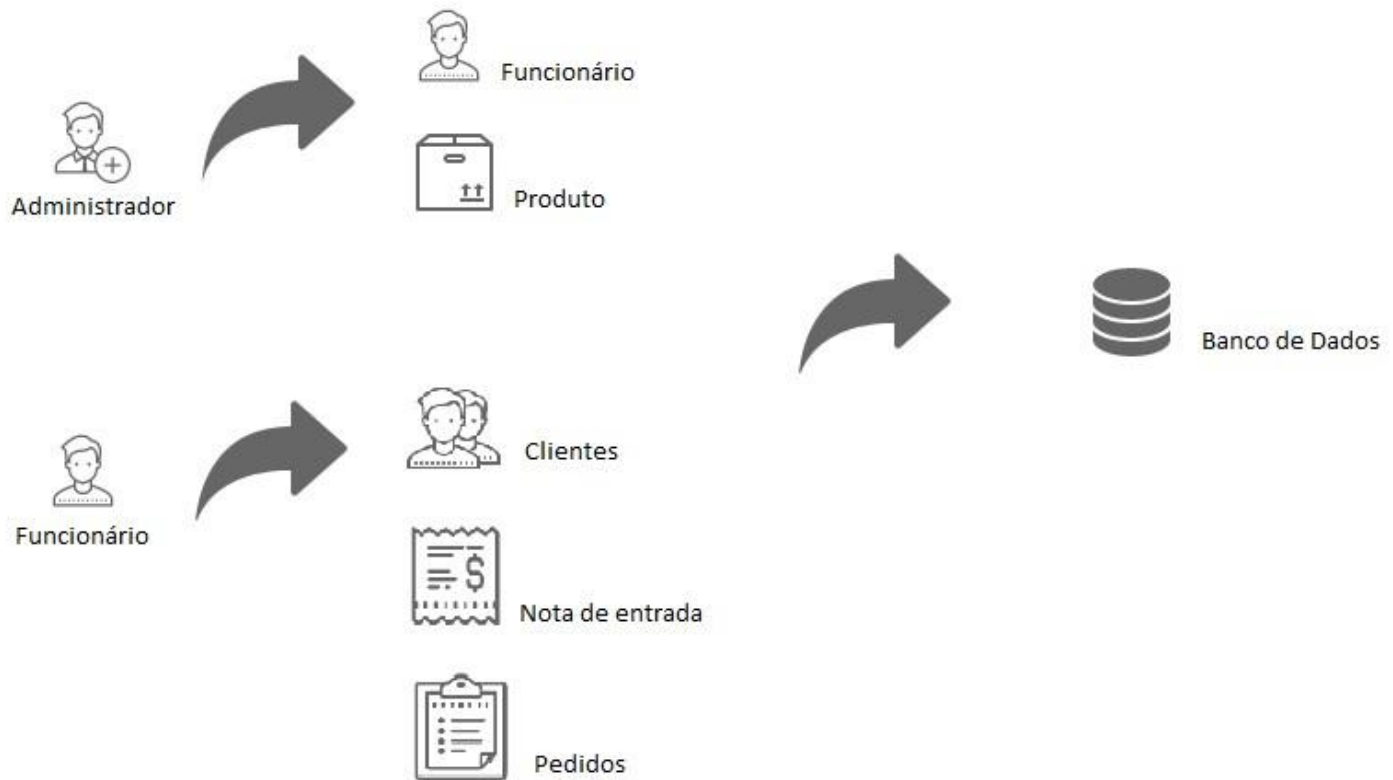 Funcionário
Produto
Administrador
Banco de Dados
Clientes
Funcionário
Nota de entrada
Pedidos